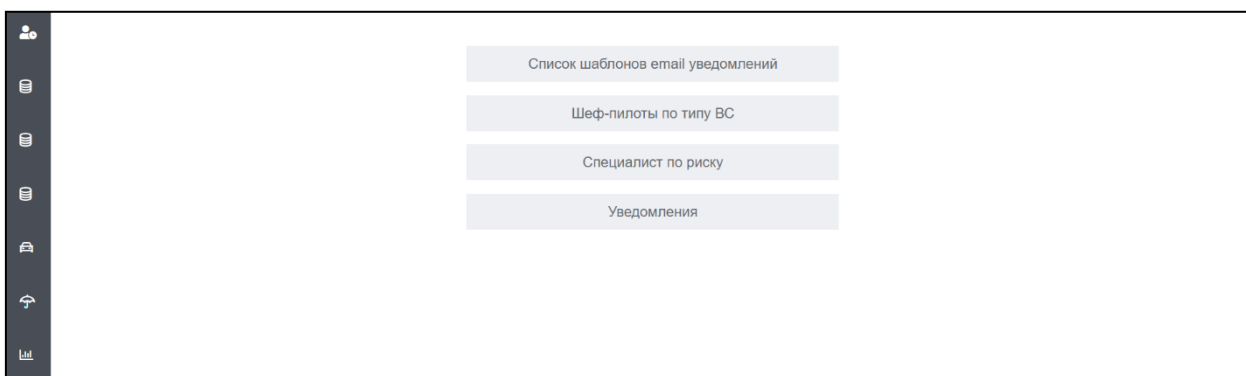 Список шаблонов email уведомлений
Шеф-пилоты по типу ВС
Специалист по риску
Уведомления